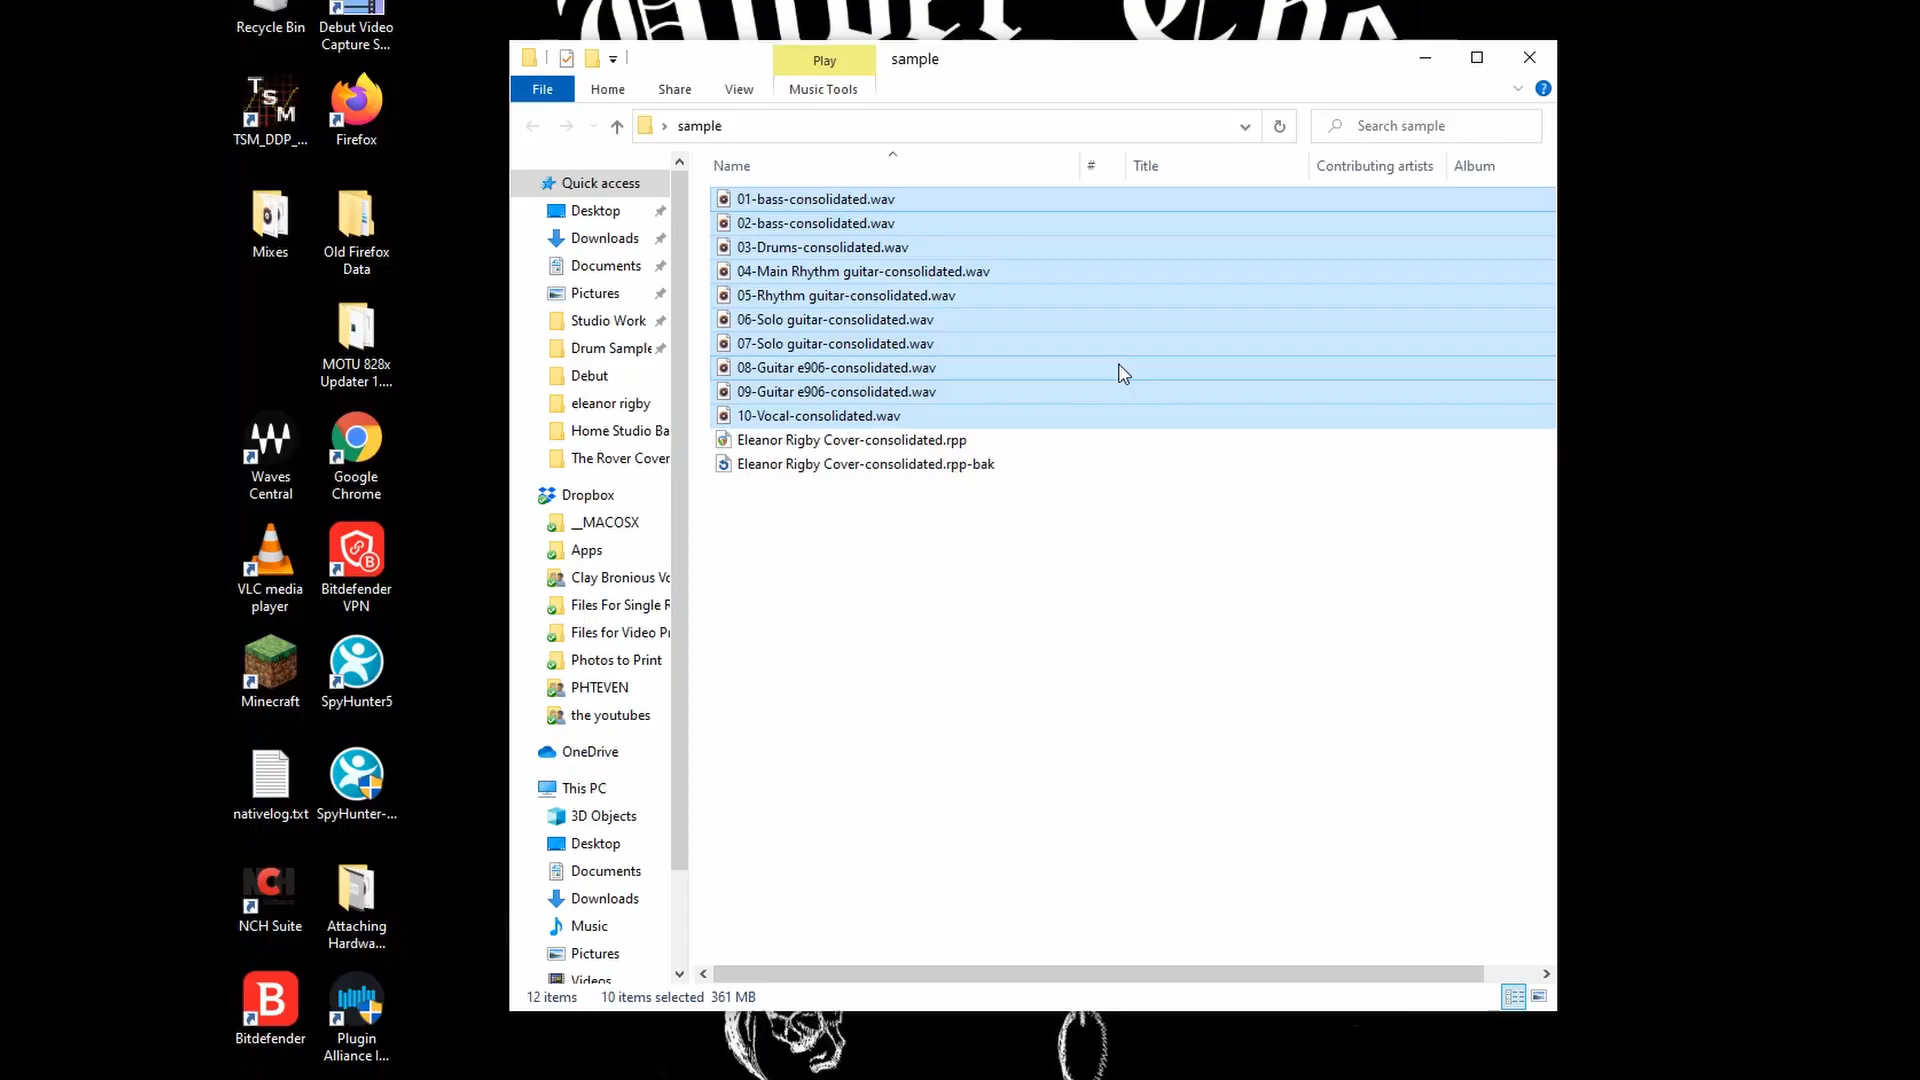 Recycle Bin
Debut Video
Capture S...
TSM
TSM_DDP_...
Firefox
Mixes
Old Firefox
Data
MOTU 828x
Updater 1....
Waves
Central
Google
Chrome
VLC media
player
Bitdefender
VPN
Minecraft
SpyHunter5
nativelog.txt
SpyHunter-...
NCH
NCH Suite
Attaching
Hardwa...
B
Bitdefender
Plugin
Alliance I...
Play
sample
File
Home
Share
View
Music Tools
sample
Search sample
Name
#
Title
Contributing artists
Album
Quick access
Desktop
Downloads
Documents
Pictures
Studio Work
Drum Sample
Debut
eleanor rigby
Home Studio Ba
The Rover Cover
Dropbox
__MACOSX
Apps
Clay Bronious Vo
Files For Single R
Files for Video Pr
Photos to Print
PHTEVEN
the youtubes
OneDrive
This PC
3D Objects
Desktop
Documents
Downloads
Music
Pictures
Videos
01-bass-consolidated.wav
02-bass-consolidated.wav
03-Drums-consolidated.wav
04-Main Rhythm guitar-consolidated.wav
05-Rhythm guitar-consolidated.wav
06-Solo guitar-consolidated.wav
07-Solo guitar-consolidated.wav
08-Guitar e906-consolidated.wav
09-Guitar e906-consolidated.wav
10-Vocal-consolidated.wav
Eleanor Rigby Cover-consolidated.rpp
Eleanor Rigby Cover-consolidated.rpp-bak
12 items
10 items selected 361 MB